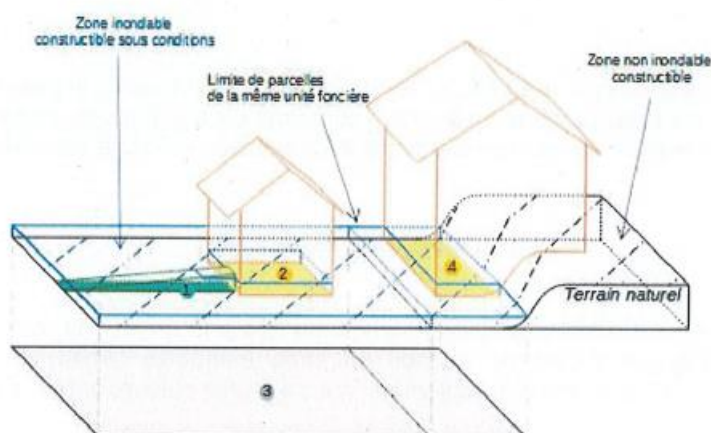 Zone inondable
constructible sous conditions
Limite de parcelles
de la même unité foncière
Zone non inondable
constructible
1
2
4
Terrain naturel
3